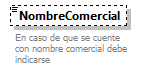 NombreComercial
En caso de que se cuente
con nombre comercial debe
indicarse